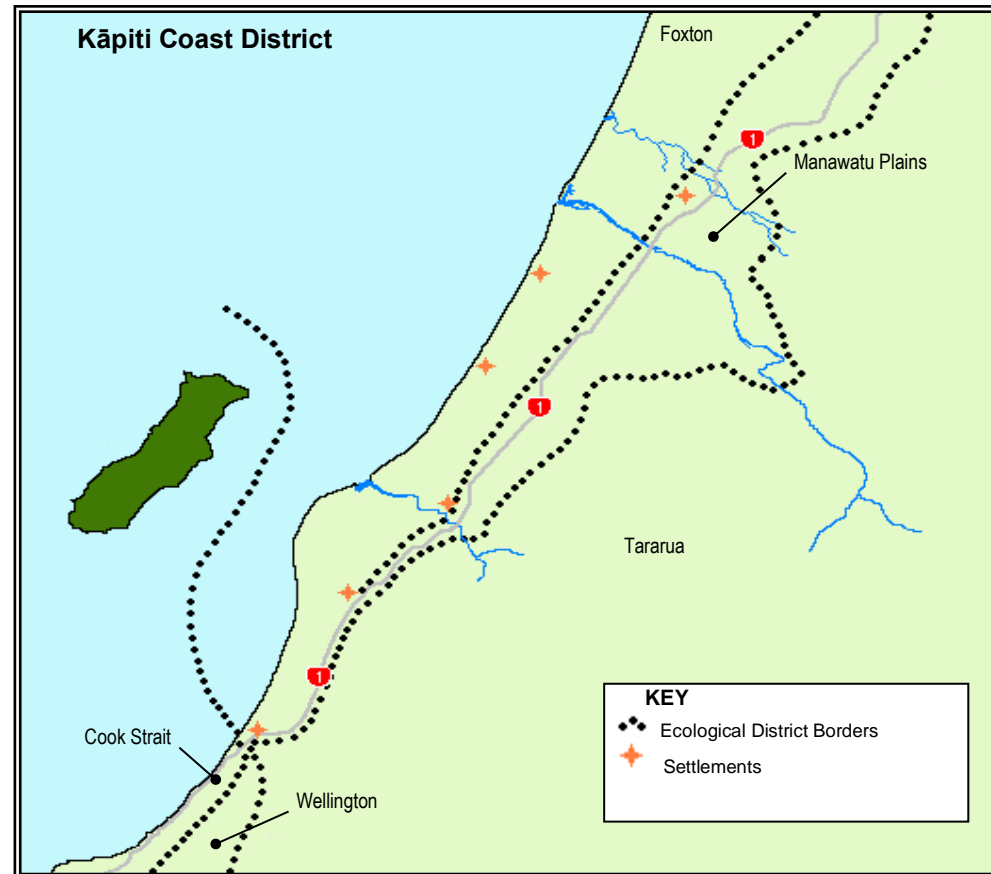 Kāpiti Coast District
Foxton
1
Manawatu Plains
1
Tararua
1
Cook Strait
Wellington
KEY
Ecological District Borders
Settlements